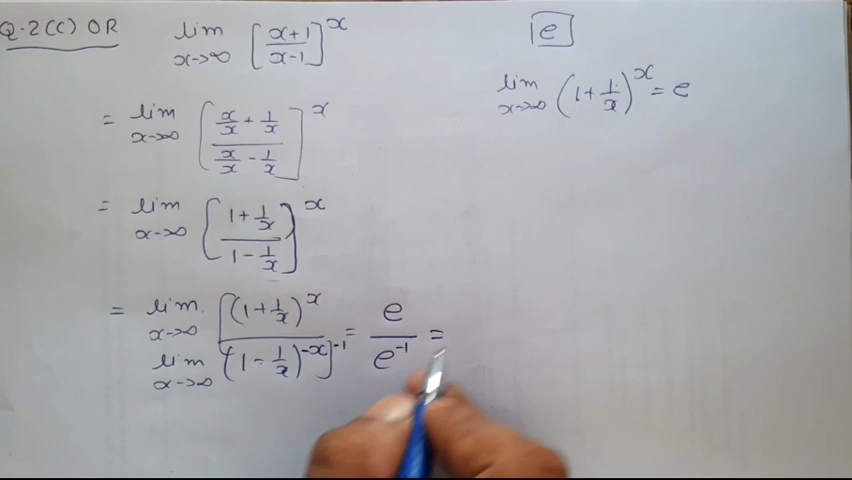 Q-2(C) OR lim x→∞ [x+1/x-1]^x
e
lim x→∞ (1+1/x)^x = e
= lim x→∞ [x/x + 1/x / x/x - 1/x]^x
= lim x→∞ [1+1/x / 1-1/x]^x
= lim x→∞ [(1+1/x)^x / lim x→∞ [(1-1/x)^-x]^-1 = e/e^-1 =